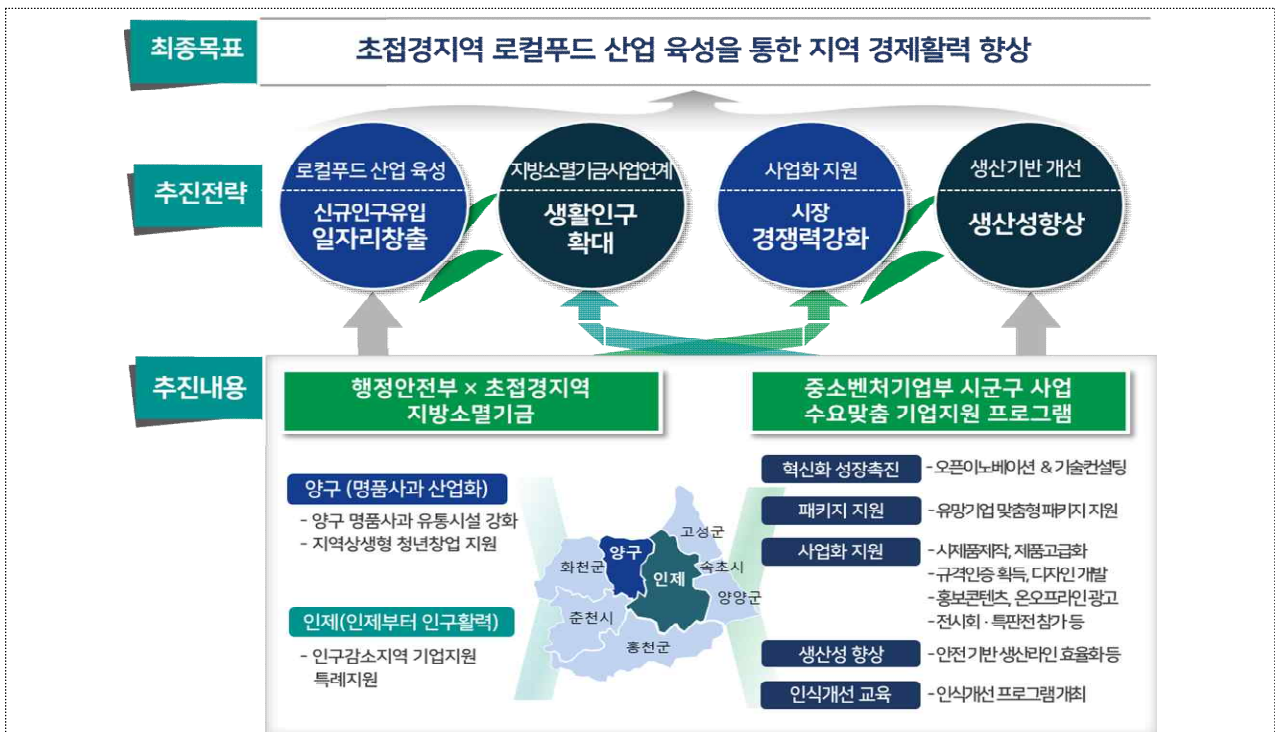 최종목표
초접경지역 로컬푸드 산업 육성을 통한 지역 경제활력 향상
추진전략
로컬푸드 산업 육성
신규인구유입
일자리창출
지방소멸기금사업연계
생활인구
확대
사업화 지원
시장
경쟁력강화
생산기반 개선
생산성향상
추진내용
행정안전부 × 초접경지역
지방소멸기금
양구 (명품사과 산업화)
- 양구 명품사과 유통시설 강화
- 지역상생형 청년창업 지원
인제(인제부터 인구활력)
- 인구감소지역 기업지원
특례지원
고성군
양구
화천군
인제
속초시
양양군
춘천시
홍천군
중소벤처기업부 시군구 사업
수요맞춤 기업지원 프로그램
혁신화 성장촉진
- 오픈이노베이션 & 기술컨설팅
패키지 지원
- 유망기업 맞춤형 패키지 지원
사업화 지원
- 시제품제작, 제품고급화
- 규격인증 획득, 디자인 개발
- 홍보콘텐츠, 온오프라인 광고
- 전시회 · 특판전 참가 등
생산성 향상
- 안전 기반 생산라인 효율화 등
인식개선 교육
- 인식개선 프로그램 개최